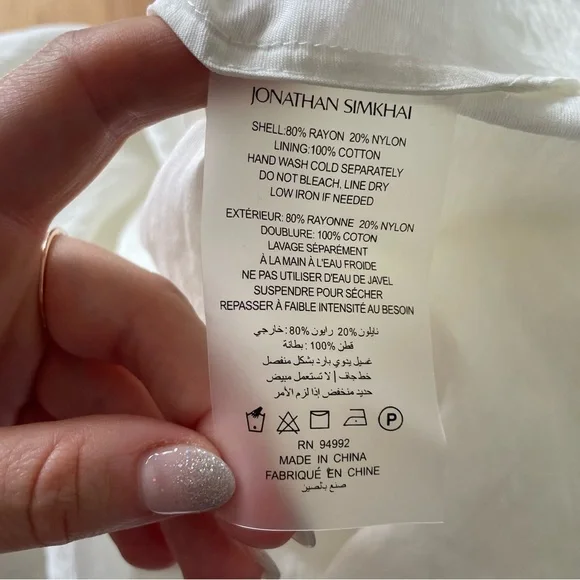 JONATHAN SIMKHAI
SHELL:80% RAYON 20% NYLON
LINING:100% COTTON
HAND WASH COLD SEPARATELY
DO NOT BLEACH, LINE DRY
LOW IRON IF NEEDED
EXTÉRIEUR: 80% RAYONNE 20% NYLON
DOUBLURE: 100% COTON
LAVAGE SÉPARÉMENT
À LA MAIN À L'EAU FROIDE
NE PAS UTILISER D'EAU DE JAVEL
SUSPENDRE POUR SÉCHER
REPASSER À FAIBLE INTENSITÉ AU BESOIN
نايلون %20 رايون %80: خارجي
قطن %100: بطانة
غسيل يدوي بارد بشكل منفصل
خط جاف | لا تستعمل مبيض
حديد منخفض إذا لزم الأمر
P
RN 94992
MADE IN CHINA
FABRIQUÉ EN CHINE
صنع بالصين